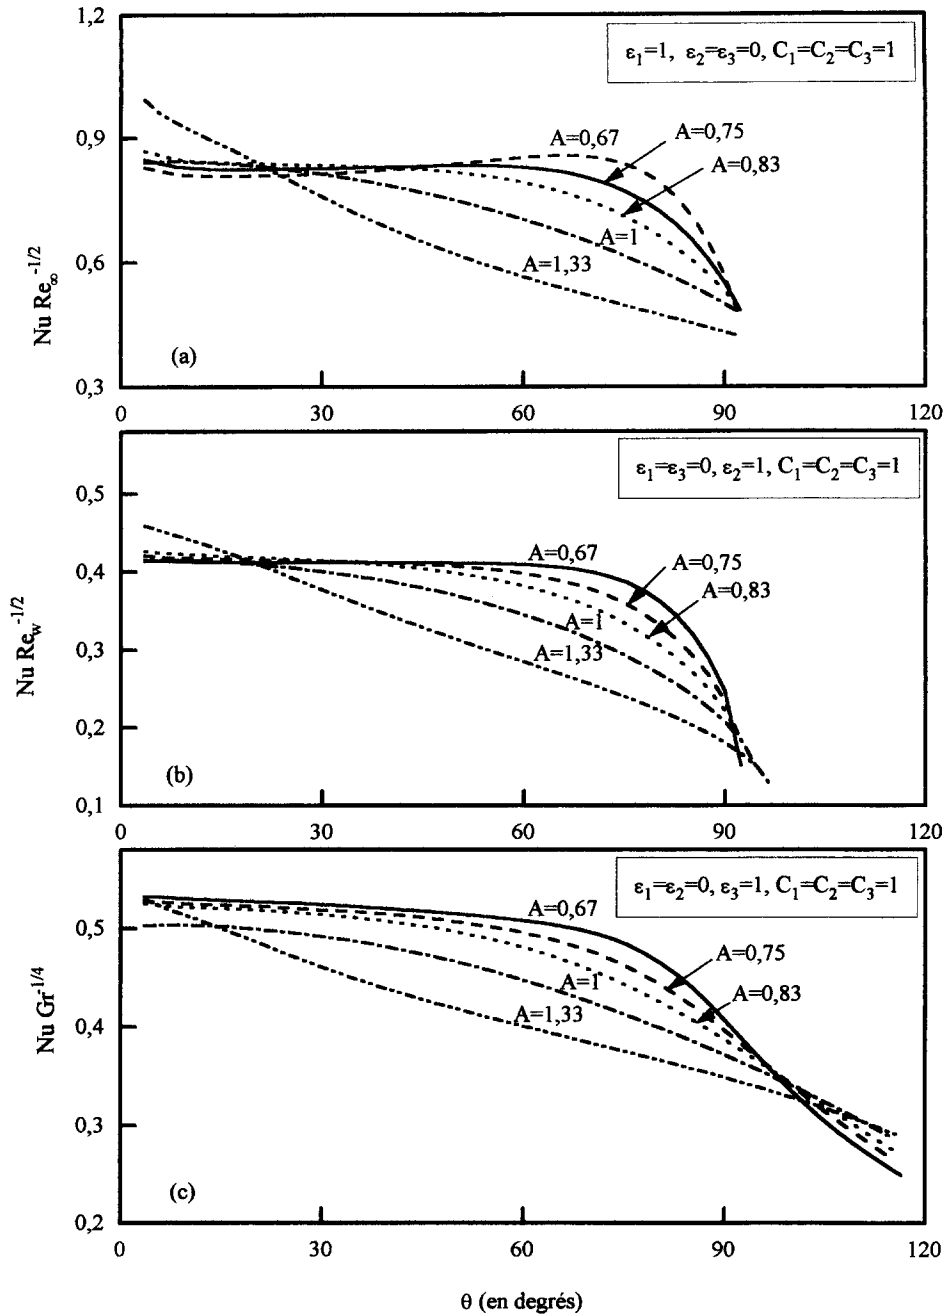 1,2
ε₁=1, ε₂=ε₃=0, C₁=C₂=C₃=1
A=0,67
A=0,75
A=0,83
0,9
A=1
0,6
A=1,33
Nu Re∞^-1/2
(a)
0,3
0
30
60
90
120
ε₁=ε₃=0, ε₂=1, C₁=C₂=C₃=1
0,5
A=0,67
A=0,75
0,4
A=0,83
A=1
0,3
A=1,33
Nu Re_w^-1/2
0,2
(b)
0,1
0
30
60
90
120
ε₁=ε₂=0, ε₃=1, C₁=C₂=C₃=1
0,5
A=0,67
A=0,75
A=1
A=0,83
0,4
A=1,33
Nu Gr^-1/4
0,3
(c)
0,2
0
30
60
90
120
θ (en degrés)